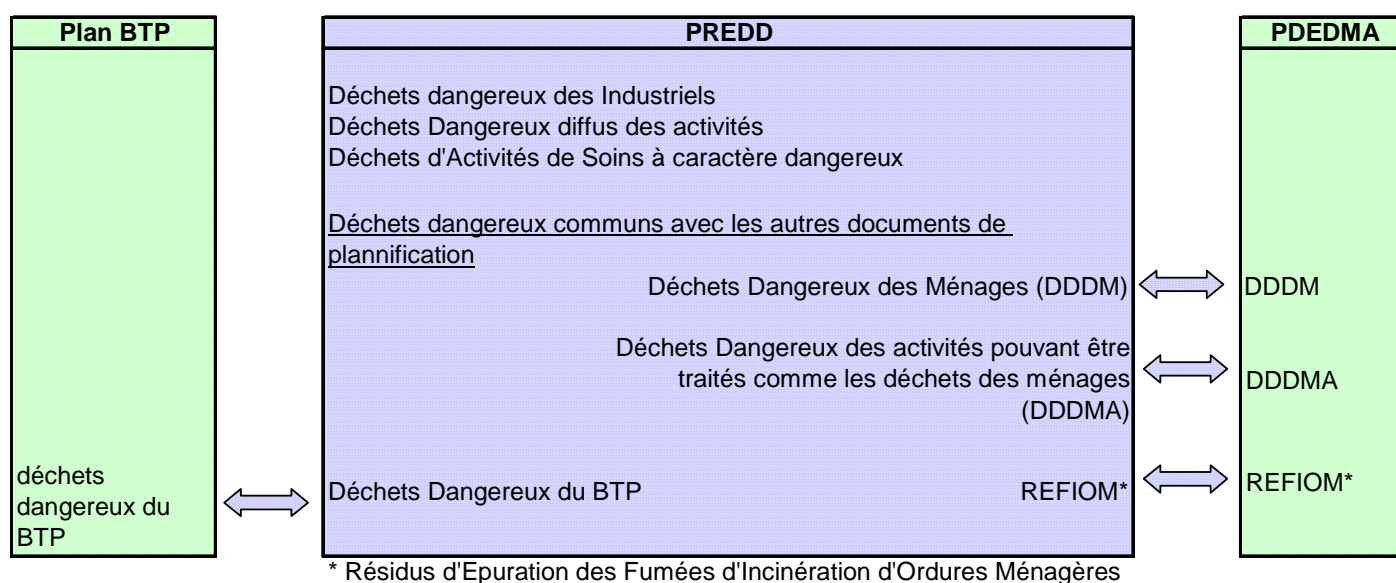 Plan BTP
PREDD
PDEDMA
Déchets dangereux des Industriels
Déchets Dangereux diffus des activités
Déchets d'Activités de Soins à caractère dangereux
Déchets dangereux communs avec les autres documents de
plannification
Déchets Dangereux des Ménages (DDDM)
DDDM
Déchets Dangereux des activités pouvant être
traités comme les déchets des ménages
(DDDMA)
DDDMA
déchets
dangereux du
BTP
Déchets Dangereux du BTP
REFIOM*
REFIOM*
* Résidus d'Epuration des Fumées d'Incinération d'Ordures Ménagères